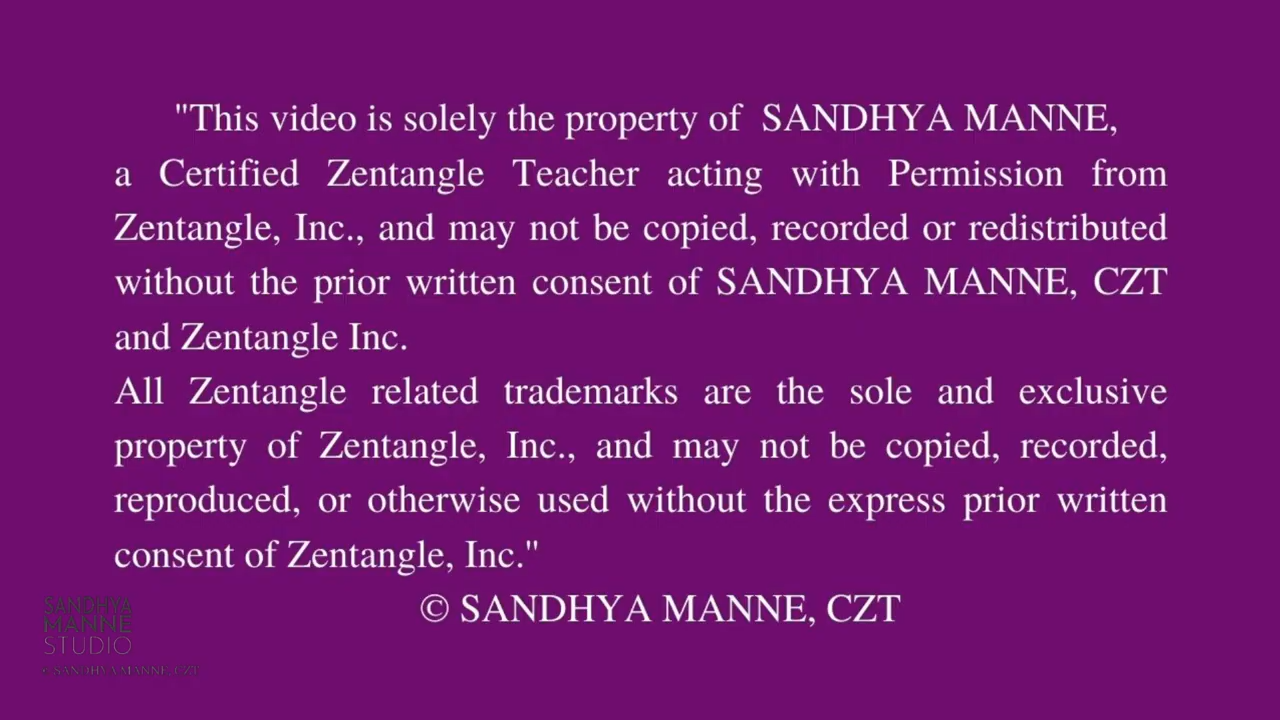 "This video is solely the property of SANDHYA MANNE,
a Certified Zentangle Teacher acting with Permission from
Zentangle, Inc., and may not be copied, recorded or redistributed
without the prior written consent of SANDHYA MANNE, CZT
and Zentangle Inc.
All Zentangle related trademarks are the sole and exclusive
property of Zentangle, Inc., and may not be copied, recorded,
reproduced, or otherwise used without the express prior written
consent of Zentangle, Inc."
© SANDHYA MANNE, CZT
SANDHYA
MANNE
STUDIO
© SANDHYA MANNE, CZT